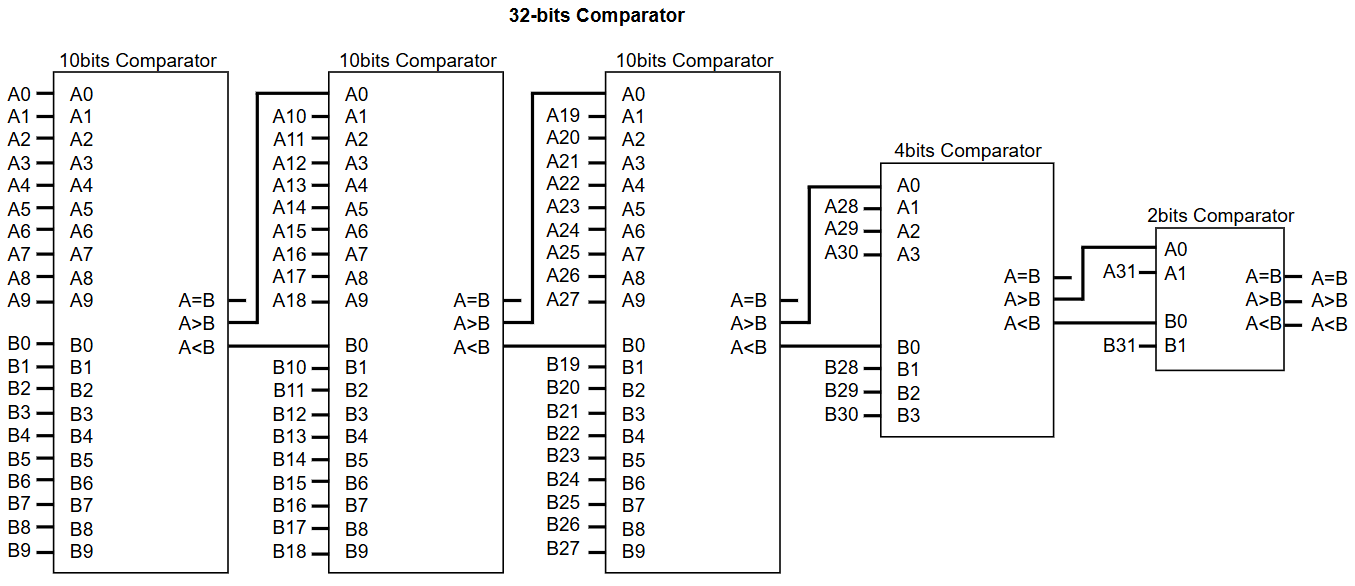 32-bits Comparator
10bits Comparator
A0 A0
A1 A1
A2 A2
A3 A3
A4 A4
A5 A5
A6 A6
A7 A7
A8 A8
A9 A9
A=B
A>B
A<B
B0 B0
B1 B1
B2 B2
B3 B3
B4 B4
B5 B5
B6 B6
B7 B7
B8 B8
B9 B9
10bits Comparator
A0
A10 A1
A11 A2
A12 A3
A13 A4
A14 A5
A15 A6
A16 A7
A17 A8
A18 A9
A=B
A>B
A<B
B0
B10 B1
B11 B2
B12 B3
B13 B4
B14 B5
B15 B6
B16 B7
B17 B8
B18 B9
10bits Comparator
A0
A19 A1
A20 A2
A21 A3
A22 A4
A23 A5
A24 A6
A25 A7
A26 A8
A27 A9
A=B
A>B
A<B
B0
B19 B1
B20 B2
B21 B3
B22 B4
B23 B5
B24 B6
B25 B7
B26 B8
B27 B9
4bits Comparator
A0
A28 A1
A29 A2
A30 A3
A=B
A>B
A<B
B0
B28 B1
B29 B2
B30 B3
2bits Comparator
A0
A31 A1
A=B A=B
A>B A>B
A<B A<B
B0
B31 B1